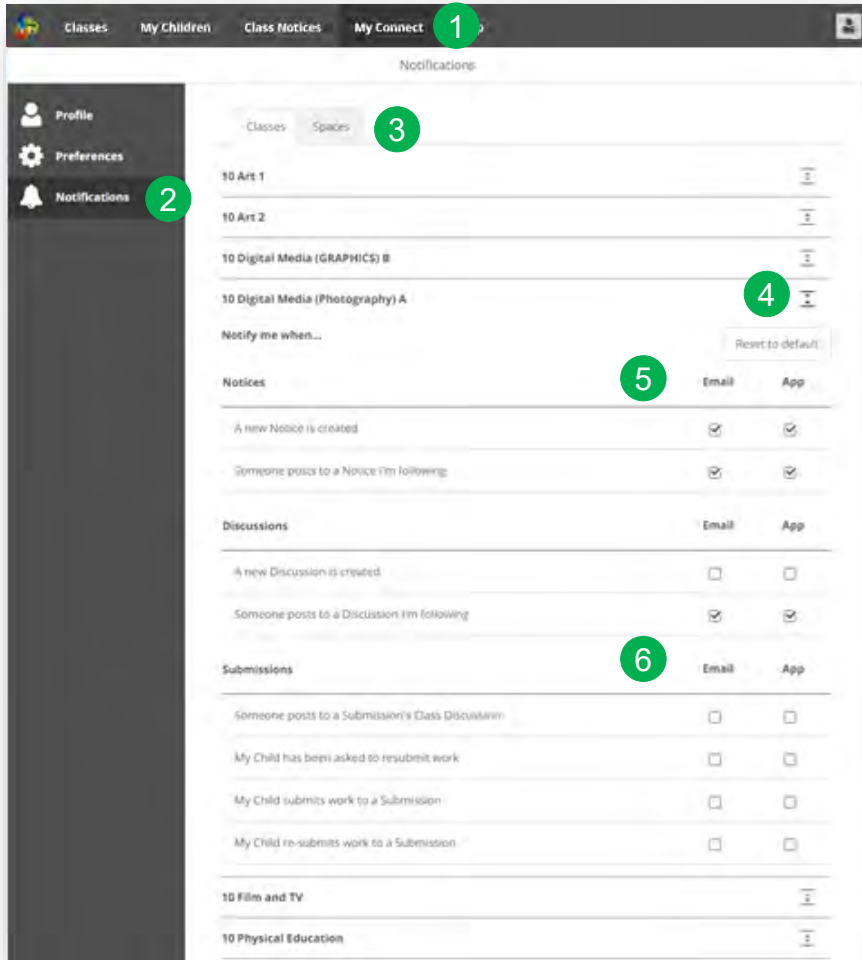 Classes My Children Class Notices My Connect 1
Notifications
Profile
Preferences
Notifications 2
Classes Spaces 3
10 Art 1
10 Art 2
10 Digital Media (GRAPHICS) B
10 Digital Media (Photography) A 4
Notify me when...
Reset to default
Notices 5 Email App
A new Notice is created
Someone posts to a Notice I'm following
Discussions Email App
A new Discussion is created
Someone posts to a Discussion I'm following
Submissions 6 Email App
Someone posts to a Submission's Class Discussion
My Child has been asked to resubmit work
My Child submits work to a Submission
My Child re-submits work to a Submission
10 Film and TV
10 Physical Education